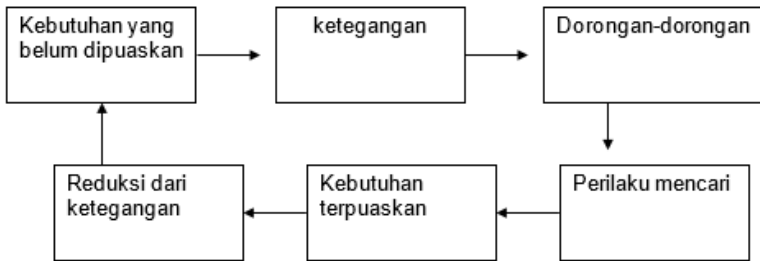 Kebutuhan yang
belum dipuaskan
ketegangan
Dorongan-dorongan
Reduksi dari
ketegangan
Kebutuhan
terpuaskan
Perilaku mencari